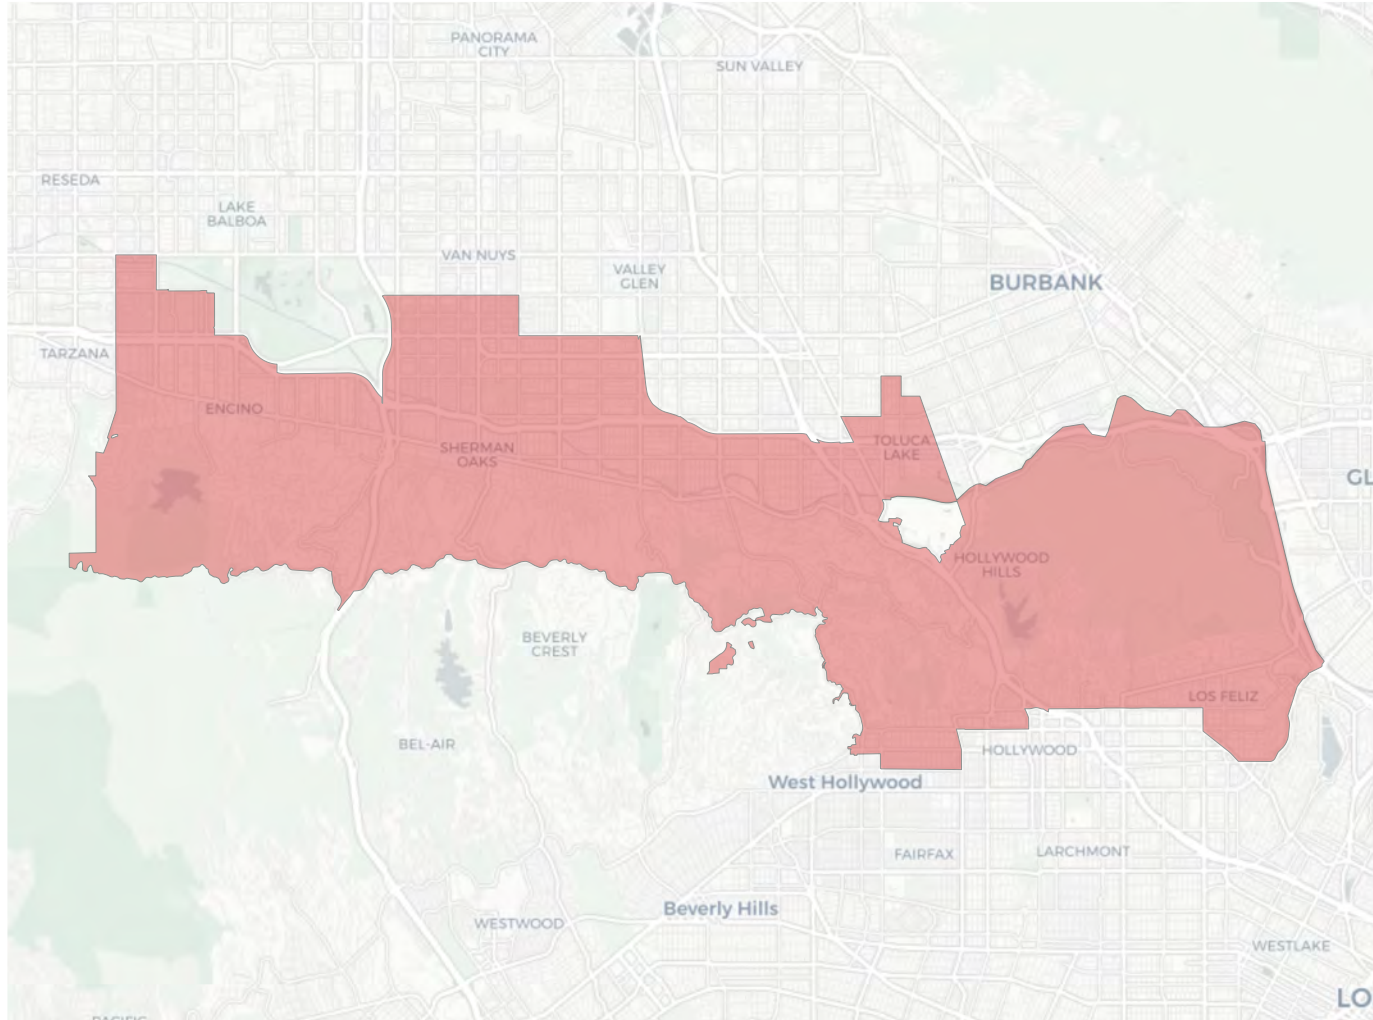 PANORAMA
CITY
SUN VALLEY
RESEDA
LAKE
BALBOA
VAN NUYS
VALLEY
GLEN
BURBANK
TARZANA
ENCINO
SHERMAN
OAKS
TOLUCA
LAKE
GL
HOLLYWOOD
HILLS
BEVERLY
CREST
LOS FELIZ
BEL-AIR
HOLLYWOOD
West Hollywood
FAIRFAX
LARCHMONT
Beverly Hills
WESTWOOD
WESTLAKE
LO
PACIFIC